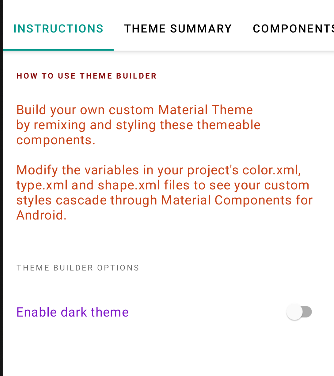 INSTRUCTIONS THEME SUMMARY COMPONENTS
HOW TO USE THEME BUILDER
Build your own custom Material Theme
by remixing and styling these themeable
components.
Modify the variables in your project's color.xml,
type.xml and shape.xml files to see your custom
styles cascade through Material Components for
Android.
THEME BUILDER OPTIONS
Enable dark theme